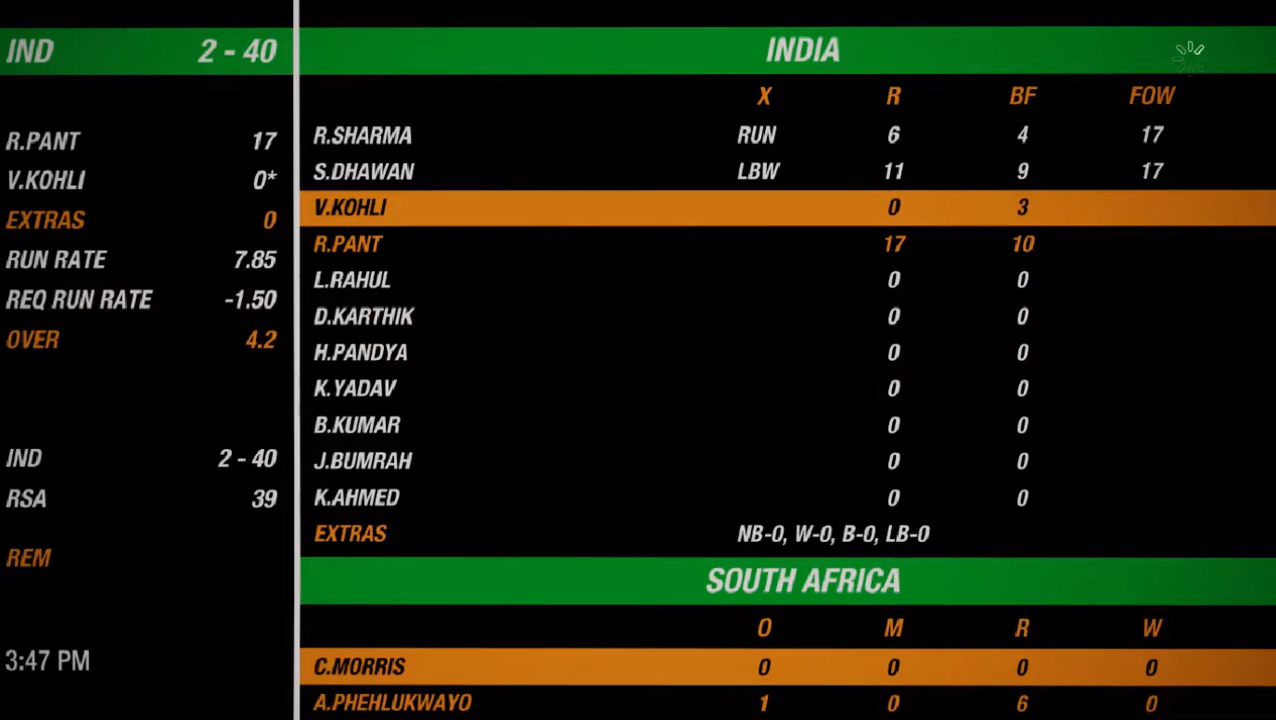 IND 2 - 40
R.PANT 17
V.KOHLI 0*
EXTRAS 0
RUN RATE 7.85
REQ RUN RATE -1.50
OVER 4.2
IND 2 - 40
RSA 39
REM
3:47 PM
INDIA
X R BF FOW
R.SHARMA RUN 6 4 17
S.DHAWAN LBW 11 9 17
V.KOHLI 0 3
R.PANT 17 10
L.RAHUL 0 0
D.KARTHIK 0 0
H.PANDYA 0 0
K.YADAV 0 0
B.KUMAR 0 0
J.BUMRAH 0 0
K.AHMED 0 0
EXTRAS NB-0, W-0, B-0, LB-0
SOUTH AFRICA
O M R W
C.MORRIS 0 0 0 0
A.PHEHLUKWAYO 1 0 6 0